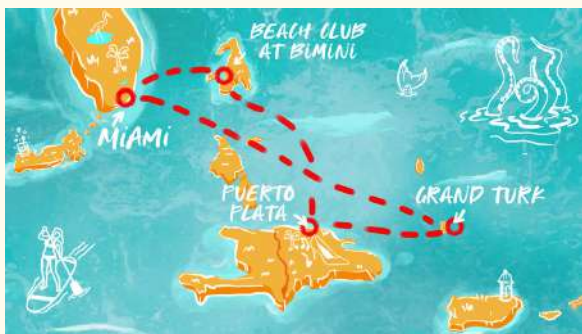 BEACH CLUB
AT BIMINI
MIAMI
PUERTO
PLATA
GRAND TURK